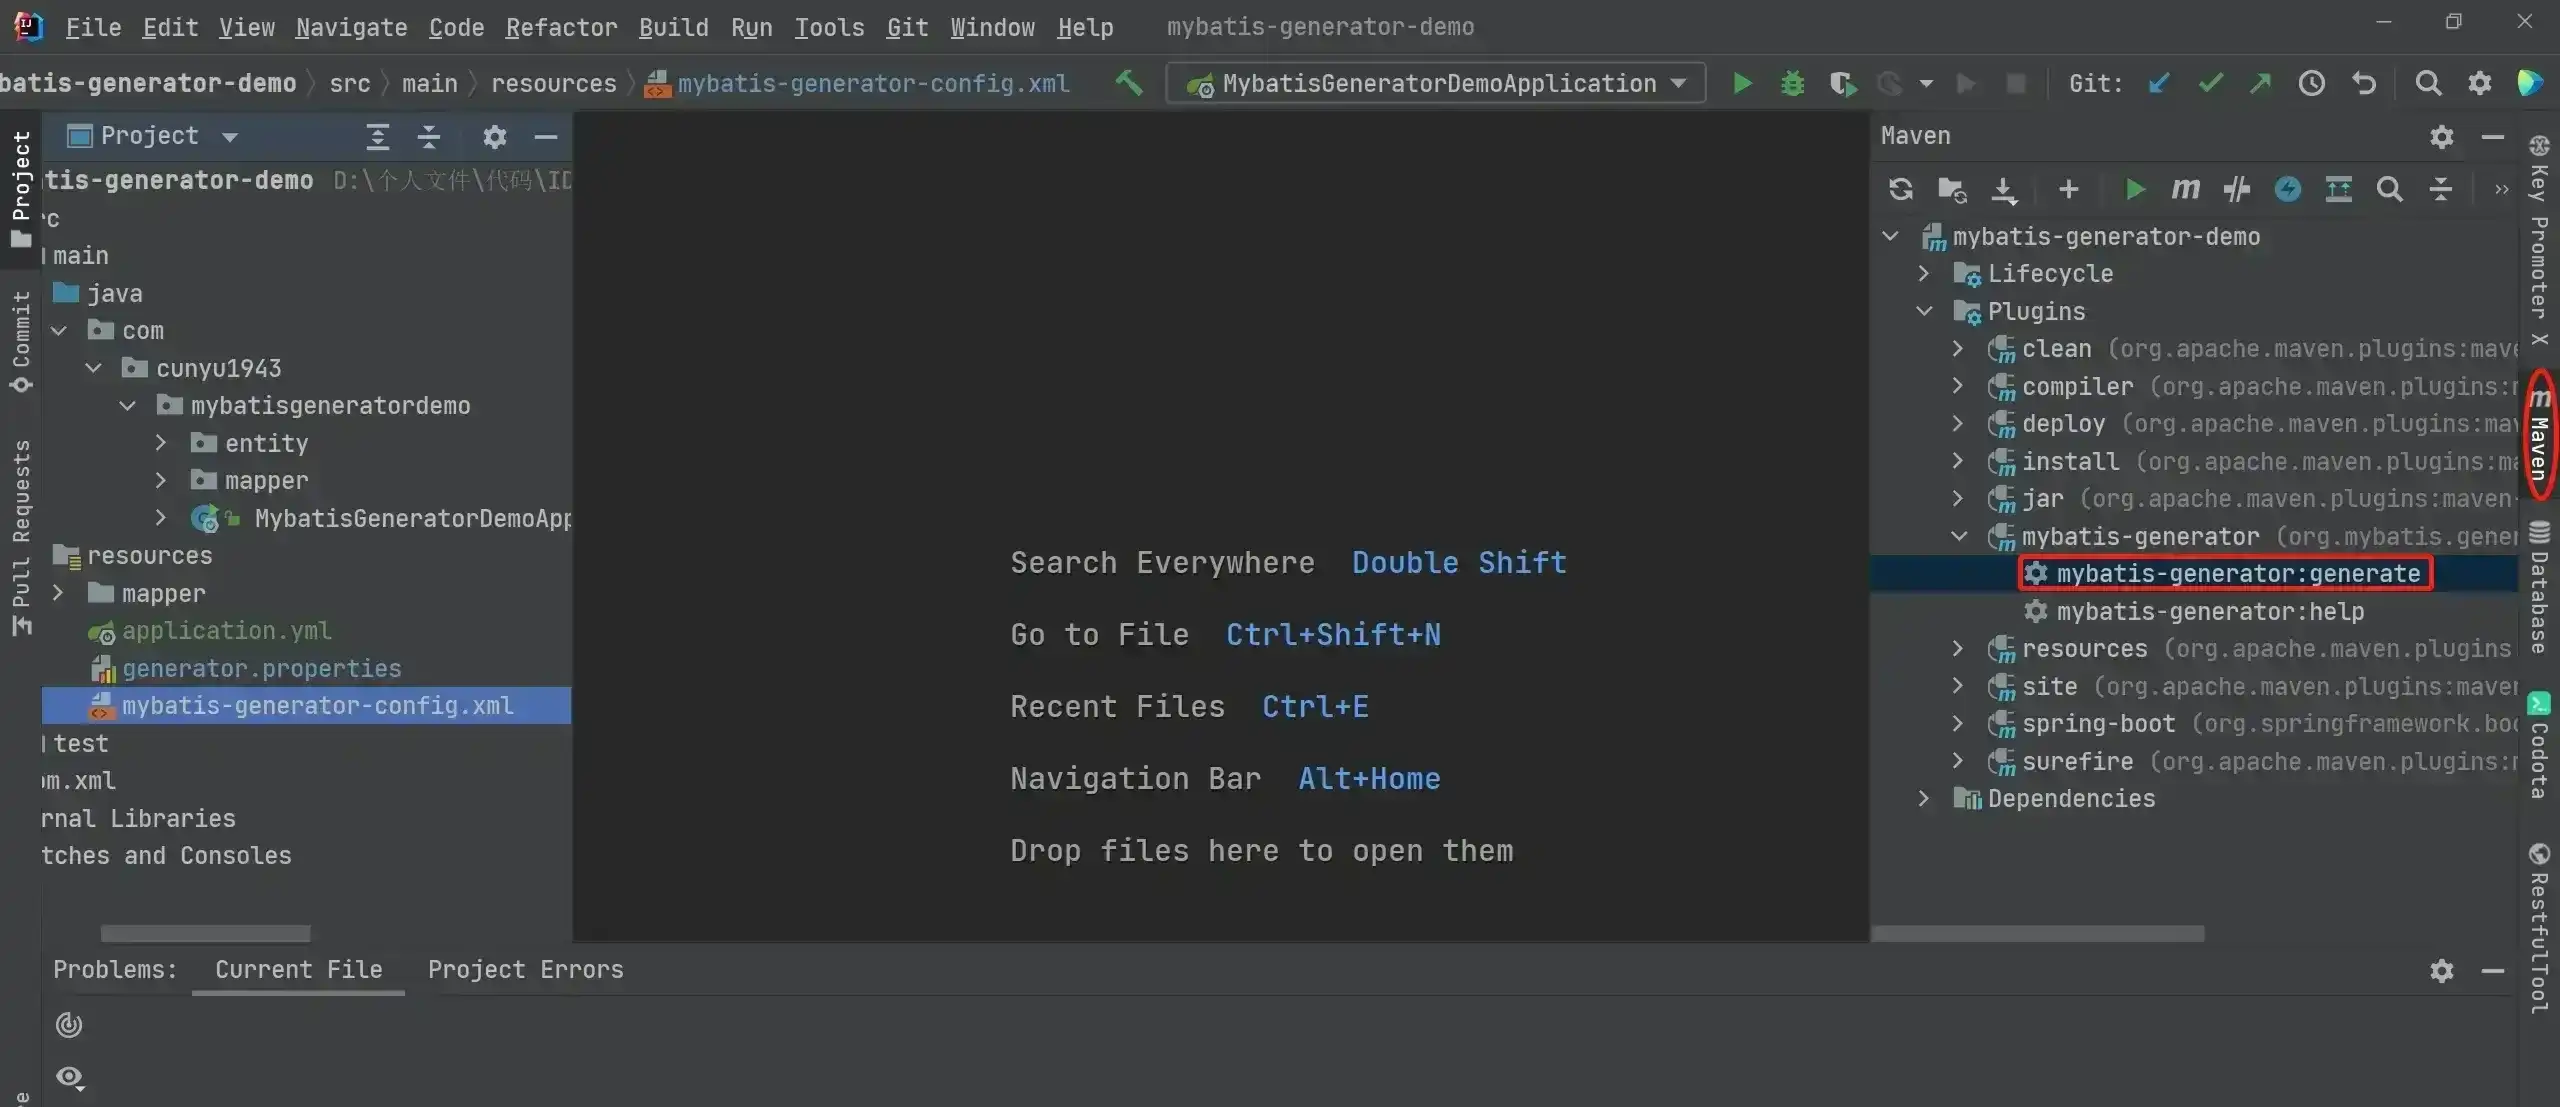 File Edit View Navigate Code Refactor Build Run Tools Git Window Help mybatis-generator-demo
batis-generator-demo src main resources mybatis-generator-config.xml MybatisGeneratorDemoApplication Git:
Project
Commit
Pull Requests
Project
tis-generator-demo D:\个人文件\代码\ID
rc
main
java
com
cunyu1943
mybatisgeneratordemo
entity
mapper
MybatisGeneratorDemoApp
resources
mapper
application.yml
generator.properties
mybatis-generator-config.xml
test
om.xml
rnal Libraries
tches and Consoles
Search Everywhere Double Shift
Go to File Ctrl+Shift+N
Recent Files Ctrl+E
Navigation Bar Alt+Home
Drop files here to open them
Maven
mybatis-generator-demo
Lifecycle
Plugins
clean (org.apache.maven.plugins:mave
compiler (org.apache.maven.plugins:
deploy (org.apache.maven.plugins:mav
install (org.apache.maven.plugins:ma
jar (org.apache.maven.plugins:maven-
mybatis-generator (org.mybatis.gener
mybatis-generator:generate
mybatis-generator:help
resources (org.apache.maven.plugins
site (org.apache.maven.plugins:maven
spring-boot (org.springframework.boo
surefire (org.apache.maven.plugins:
Dependencies
Key Promoter X
Maven
Database
Codota
RestfulTool
Problems: Current File Project Errors